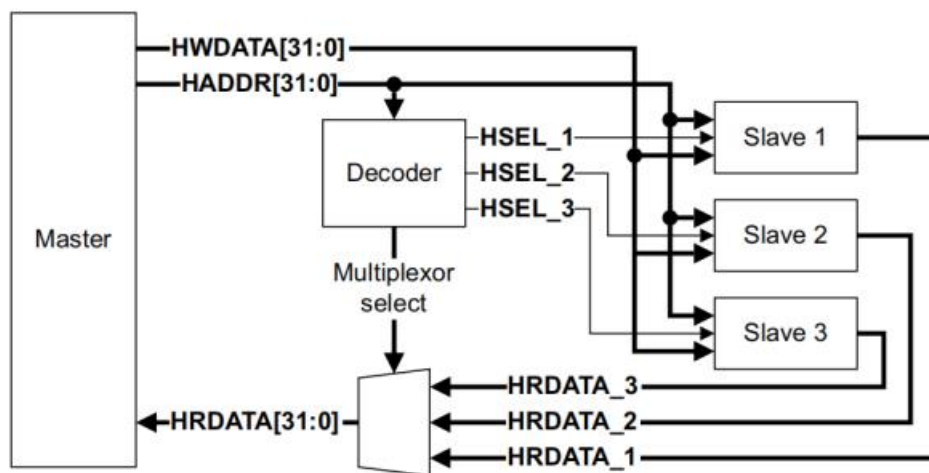 HWDATA[31:0]
HADDR[31:0]
HSEL_1
Slave 1
Decoder
HSEL_2
HSEL_3
Master
Slave 2
Multiplexor
select
Slave 3
HRDATA_3
HRDATA[31:0]
HRDATA_2
HRDATA_1